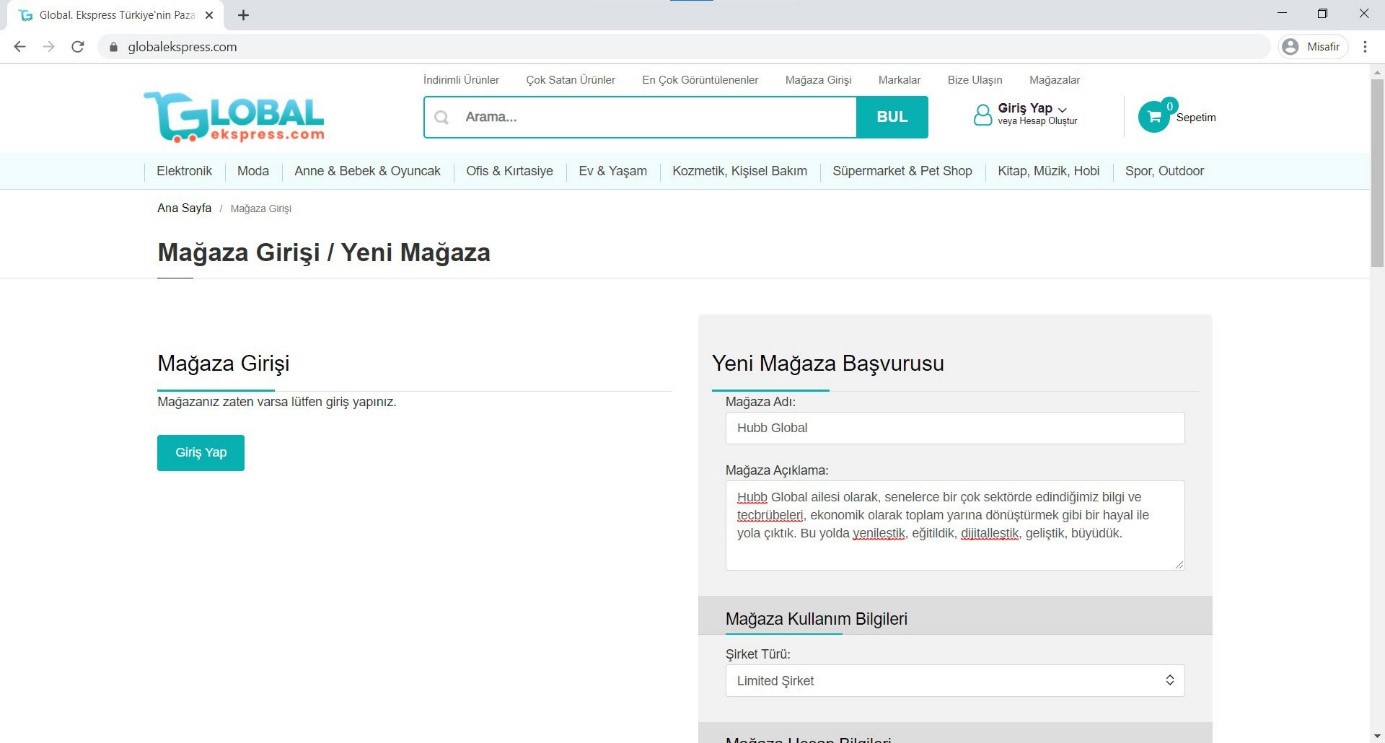 Global. Ekspress Türkiye'nin Paza
globalekspress.com
Misafir
İndirimli Ürünler Çok Satan Ürünler En Çok Görüntülenenler Mağaza Girişi Markalar Bize Ulaşın Mağazalar
GLOBAL
ekspress.com
Arama...
BUL
Giriş Yap
veya Hesap Oluştur
0
Sepetim
Elektronik Moda Anne & Bebek & Oyuncak Ofis & Kırtasiye Ev & Yaşam Kozmetik, Kişisel Bakım Süpermarket & Pet Shop Kitap, Müzik, Hobi Spor, Outdoor
Ana Sayfa / Mağaza Girişi
Mağaza Girişi / Yeni Mağaza
Mağaza Girişi
Mağazanız zaten varsa lütfen giriş yapınız.
Giriş Yap
Yeni Mağaza Başvurusu
Mağaza Adı:
Hubb Global
Mağaza Açıklama:
Hubb Global ailesi olarak, senelerce bir çok sektörde edindiğimiz bilgi ve
tecbrübeleri, ekonomik olarak toplam yarına dönüştürmek gibi bir hayal ile
yola çıktık. Bu yolda yenileştik, eğitildik, dijitalleştik, geliştik, büyüdük.
Mağaza Kullanım Bilgileri
Şirket Türü:
Limited Şirket
Mağaza Hesap Bilgileri